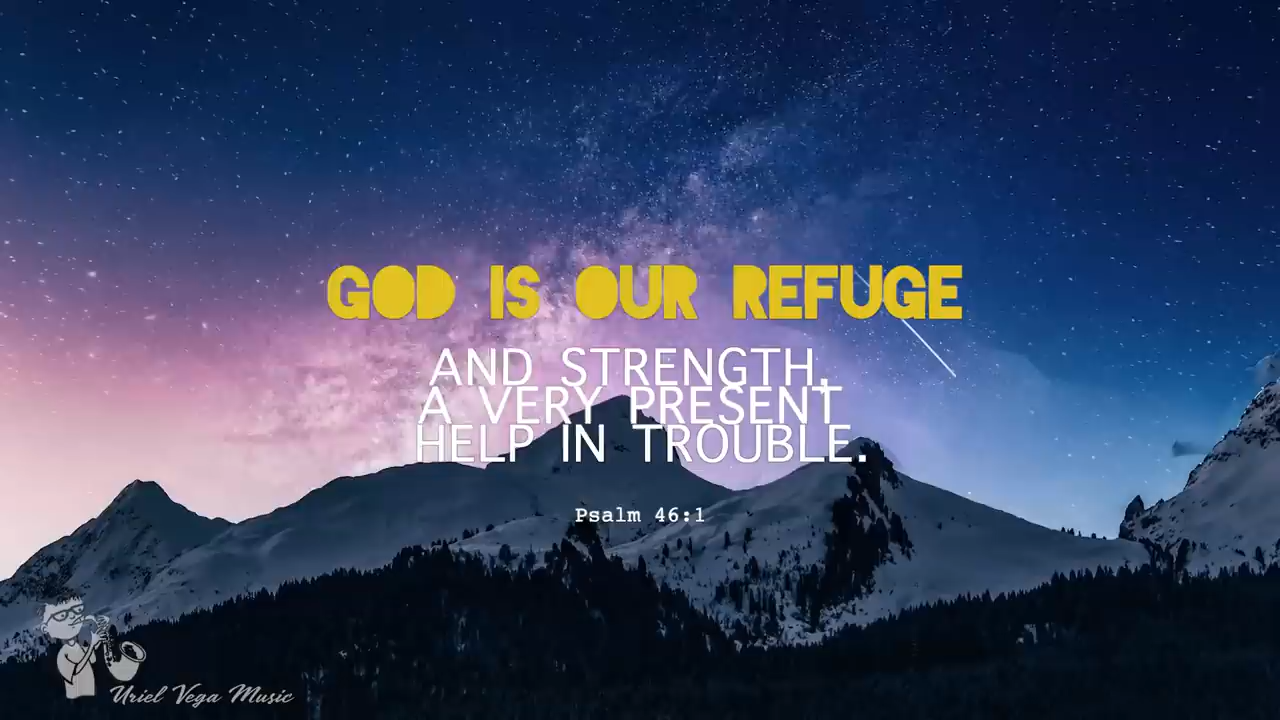 GOD IS OUR REFUGE
AND STRENGTH,
A VERY PRESENT
HELP IN TROUBLE.
Psalm 46:1
Uriel Vega Music